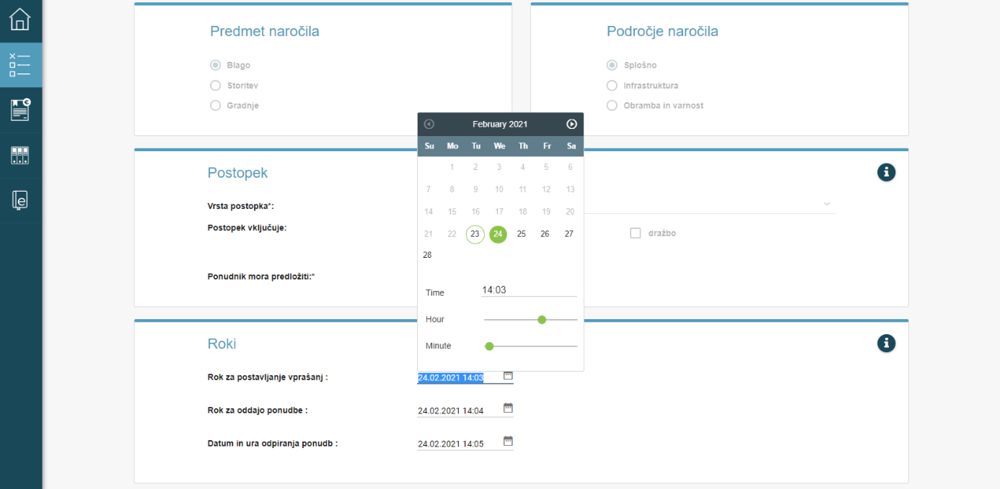 Predmet naročila
Blago
Storitev
Gradnje
Področje naročila
Splošno
Infrastruktura
Obramba in varnost
Postopek
Vrsta postopka*:
Postopek vključuje:
dražbo
Ponudnik mora predložiti:*
February 2021
Su Mo Tu We Th Fr Sa
1 2 3 4 5 6
7 8 9 10 11 12 13
14 15 16 17 18 19 20
21 22 23 24 25 26 27
28
Time 14:03
Hour
Minute
Roki
Rok za postavljanje vprašanj : 24.02.2021 14:03
Rok za oddajo ponudbe : 24.02.2021 14:04
Datum in ura odpiranja ponudb : 24.02.2021 14:05